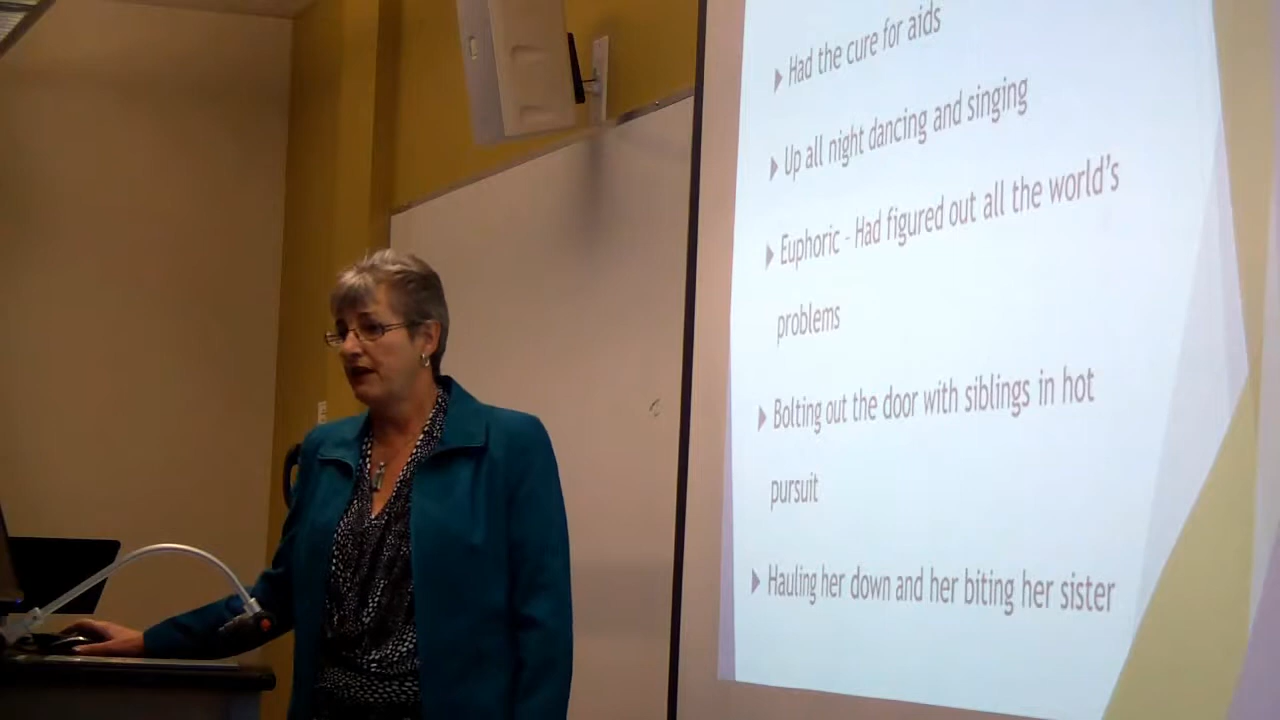 Had the cure for aids
Up all night dancing and singing
Euphoric - Had figured out all the world's
problems
Bolting out the door with siblings in hot
pursuit
Hauling her down and her biting her sister